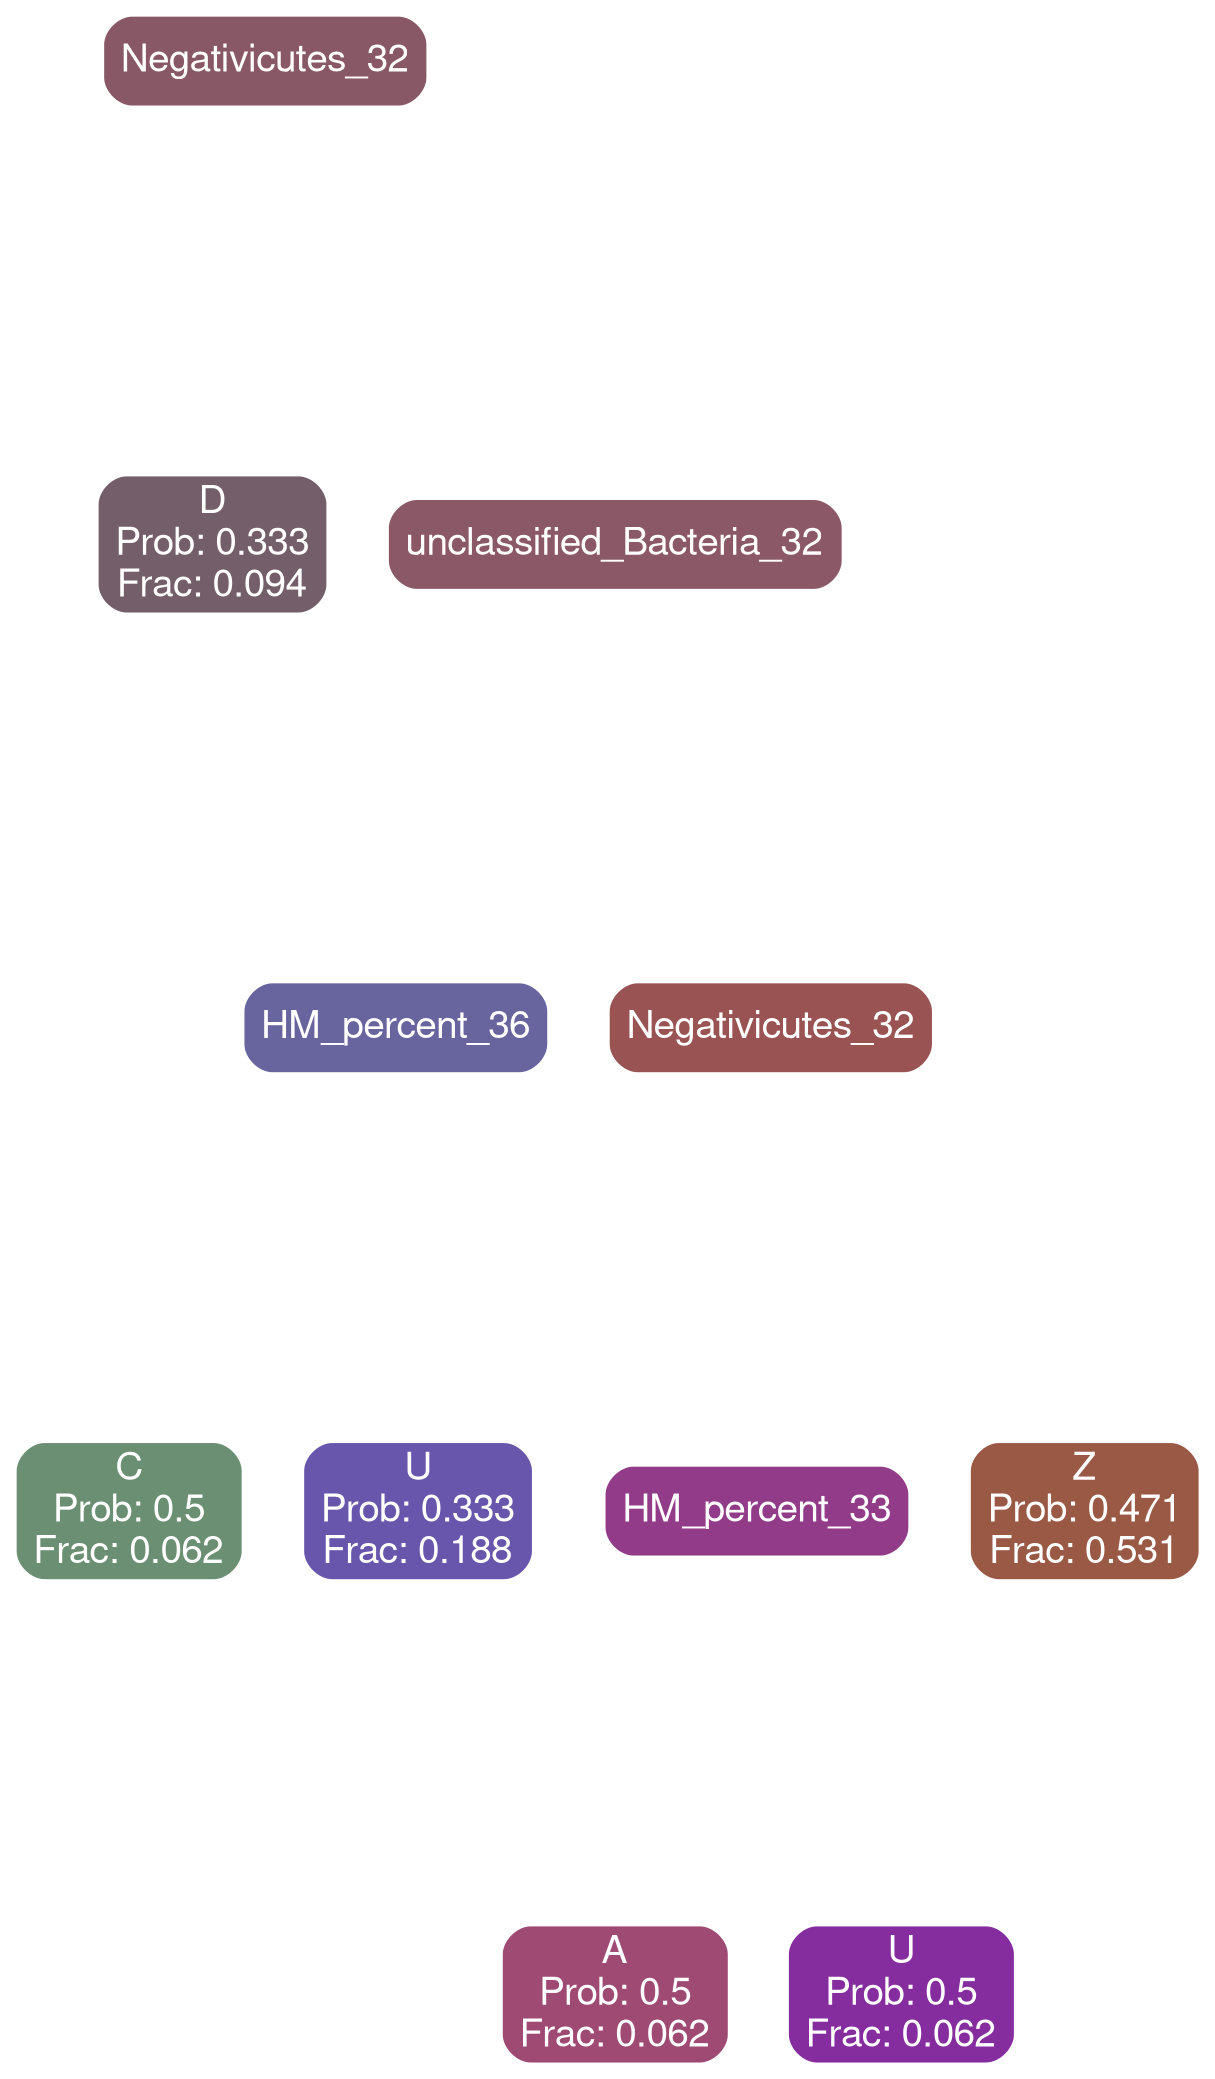 Negativicutes_32
D
Prob: 0.333
Frac: 0.094
unclassified_Bacteria_32
HM_percent_36
Negativicutes_32
C
Prob: 0.5
Frac: 0.062
U
Prob: 0.333
Frac: 0.188
HM_percent_33
Z
Prob: 0.471
Frac: 0.531
A
Prob: 0.5
Frac: 0.062
U
Prob: 0.5
Frac: 0.062